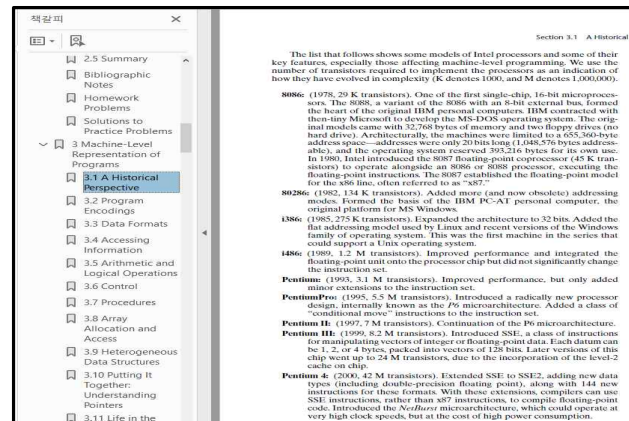 책갈피
2.5 Summary
Bibliographic
Notes
Homework
Problems
Solutions to
Practice Problems
3 Machine-Level
Representation of
Programs
3.1 A Historical
Perspective
3.2 Program
Encodings
3.3 Data Formats
3.4 Accessing
Information
3.5 Arithmetic and
Logical Operations
3.6 Control
3.7 Procedures
3.8 Array
Allocation and
Access
3.9 Heterogeneous
Data Structures
3.10 Putting It
Together:
Understanding
Pointers
3.11 Life in the
Section 3.1 A Historical
The list that follows shows some models of Intel processors and some of their
key features, especially those affecting machine-level programming. We use the
number of transistors required to implement the processors as an indication of
how they have evolved in complexity (K denotes 1000, and M denotes 1,000,000).
8086: (1978, 29 K transistors). One of the first single-chip, 16-bit microproces-
sors. The 8088, a variant of the 8086 with an 8-bit external bus, formed
the heart of the original IBM personal computers. IBM contracted with
then-tiny Microsoft to develop the MS-DOS operating system. The orig-
inal models came with 32,768 bytes of memory and two floppy drives (no
hard drive). Architecturally, the machines were limited to a 655,360-byte
address space—addresses were only 20 bits long (1,048,576 bytes address-
able), and the operating system reserved 393,216 bytes for its own use.
In 1980, Intel introduced the 8087 floating-point coprocessor (45 K tran-
sistors) to operate alongside an 8086 or 8088 processor, executing the
floating-point instructions. The 8087 established the floating-point model
for the x86 line, often referred to as “x87.”
80286: (1982, 134 K transistors). Added more (and now obsolete) addressing
modes. Formed the basis of the IBM PC-AT personal computer, the
original platform for MS Windows.
i386: (1985, 275 K transistors). Expanded the architecture to 32 bits. Added the
flat addressing model used by Linux and recent versions of the Windows
family of operating system. This was the first machine in the series that
could support a Unix operating system.
i486: (1989, 1.2 M transistors). Improved performance and integrated the
floating-point unit onto the processor chip but did not significantly change
the instruction set.
Pentium: (1993, 3.1 M transistors). Improved performance, but only added
minor extensions to the instruction set.
PentiumPro: (1995, 5.5 M transistors). Introduced a radically new processor
design, internally known as the P6 microarchitecture. Added a class of
“conditional move” instructions to the instruction set.
Pentium II: (1997, 7 M transistors). Continuation of the P6 microarchitecture.
Pentium III: (1999, 8.2 M transistors). Introduced SSE, a class of instructions
for manipulating vectors of integer or floating-point data. Each datum can
be 1, 2, or 4 bytes, packed into vectors of 128 bits. Later versions of this
chip went up to 24 M transistors, due to the incorporation of the level-2
cache on chip.
Pentium 4: (2000, 42 M transistors). Extended SSE to SSE2, adding new data
types (including double-precision floating point), along with 144 new
instructions for these formats. With these extensions, compilers can use
SSE instructions, rather than x87 instructions, to compile floating-point
code. Introduced the NetBurst microarchitecture, which could operate at
very high clock speeds, but at the cost of high power consumption.